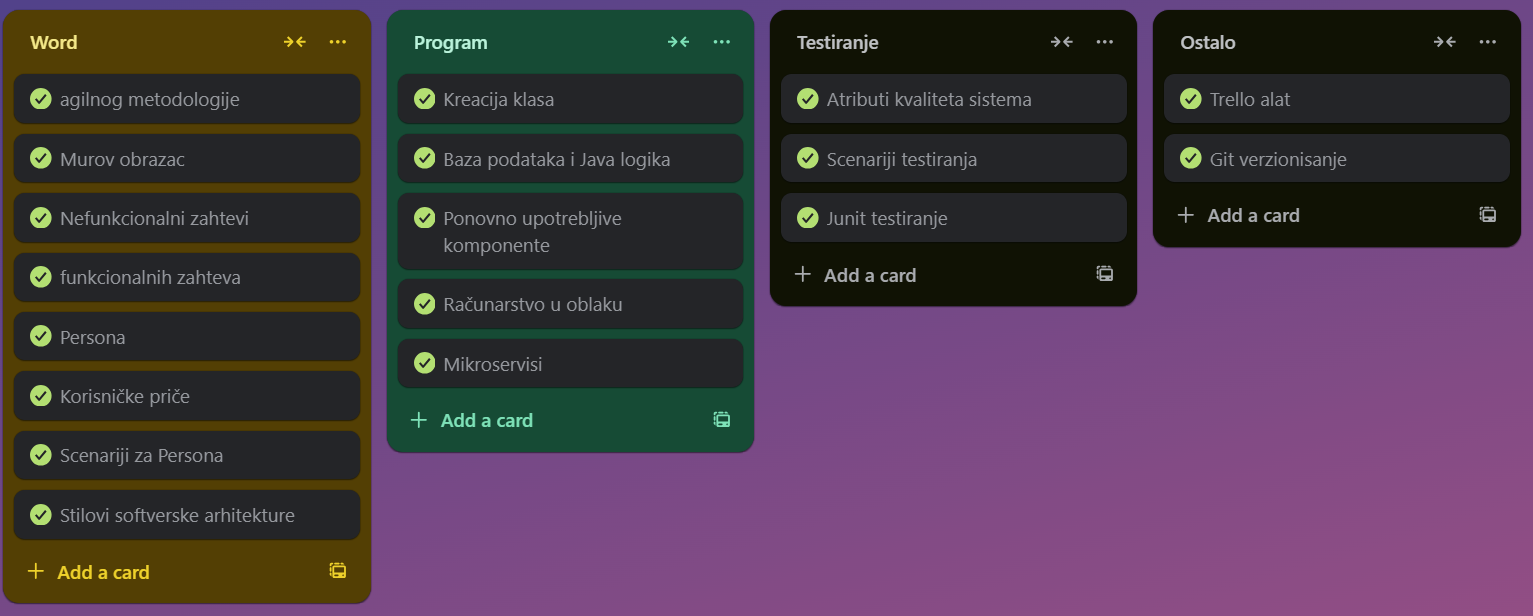 Word
agilnog metodologije
Murov obrazac
Nefunkcionalni zahtevi
funkcionalnih zahteva
Persona
Korisničke priče
Scenariji za Persona
Stilovi softverske arhitekture
Add a card
Program
Kreacija klasa
Baza podataka i Java logika
Ponovno upotrebljive
komponente
Računarstvo u oblaku
Mikroservisi
Add a card
Testiranje
Atributi kvaliteta sistema
Scenariji testiranja
Junit testiranje
Add a card
Ostalo
Trello alat
Git verzionisanje
Add a card